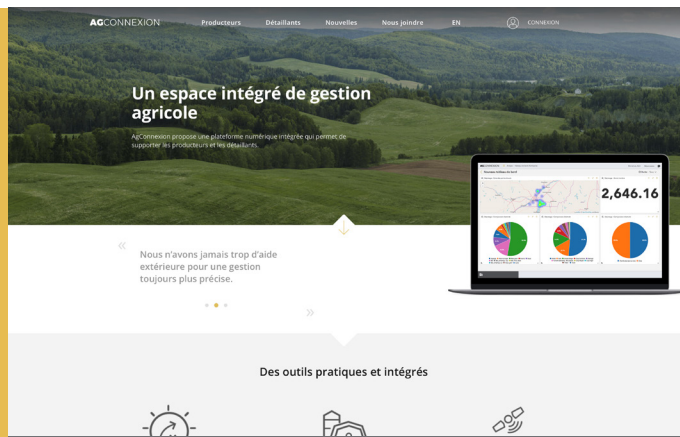 AGCONNEXION Producteurs Détaillants Nouvelles Nous joindre EN CONNEXION
Un espace intégré de gestion
agricole
AgConnexion propose une plateforme numérique intégrée qui permet de
supporter les producteurs et les détaillants.
2,646.16
« Nous n'avons jamais trop d'aide
extérieure pour une gestion
toujours plus précise.
»
Des outils pratiques et intégrés